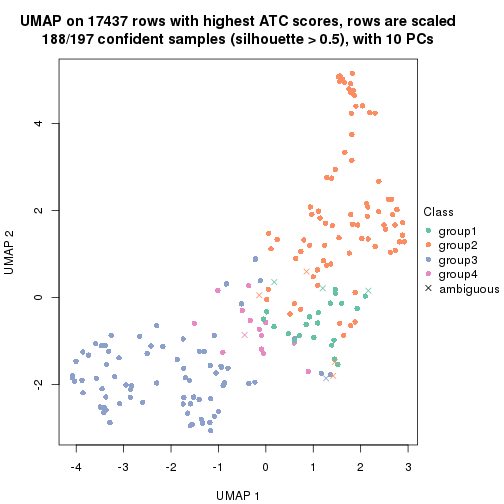 UMAP on 17437 rows with highest ATC scores, rows are scaled
188/197 confident samples (silhouette > 0.5), with 10 PCs
4
2
0
-2
UMAP 2
-4
-3
-2
-1
0
1
2
3
UMAP 1
Class
group1
group2
group3
group4
ambiguous